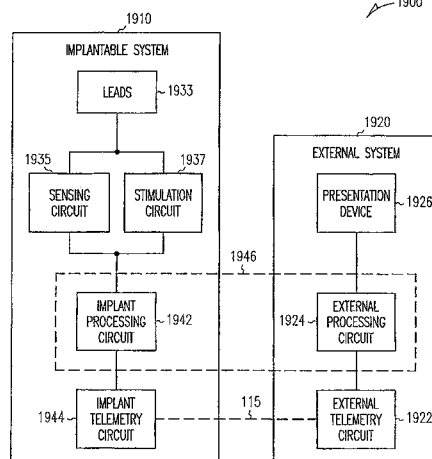 1900
1910
IMPLANTABLE SYSTEM
LEADS
1933
1935
1937
SENSING
CIRCUIT
STIMULATION
CIRCUIT
1920
EXTERNAL SYSTEM
PRESENTATION
DEVICE
1926
1946
IMPLANT
PROCESSING
CIRCUIT
1942
1924
EXTERNAL
PROCESSING
CIRCUIT
1944
IMPLANT
TELEMETRY
CIRCUIT
115
EXTERNAL
TELEMETRY
CIRCUIT
1922